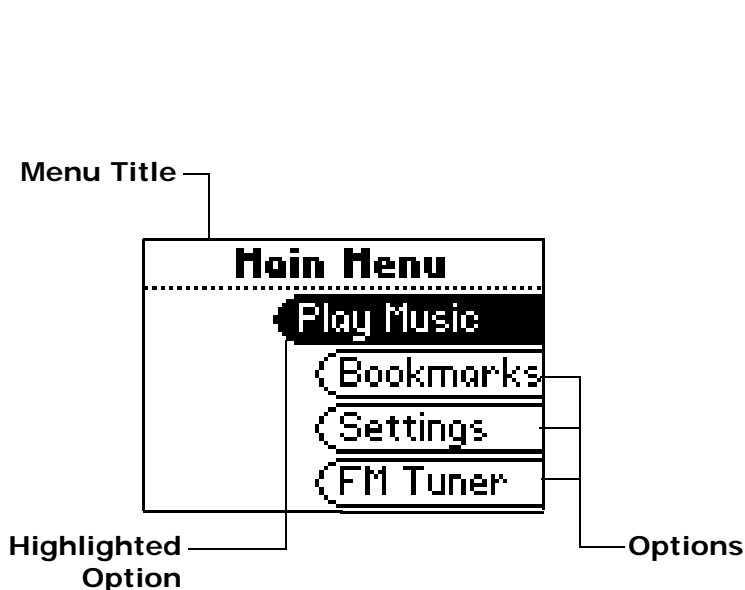 Menu Title
Main Menu
Play Music
Bookmarks
Settings
FM Tuner
Highlighted
Option
Options